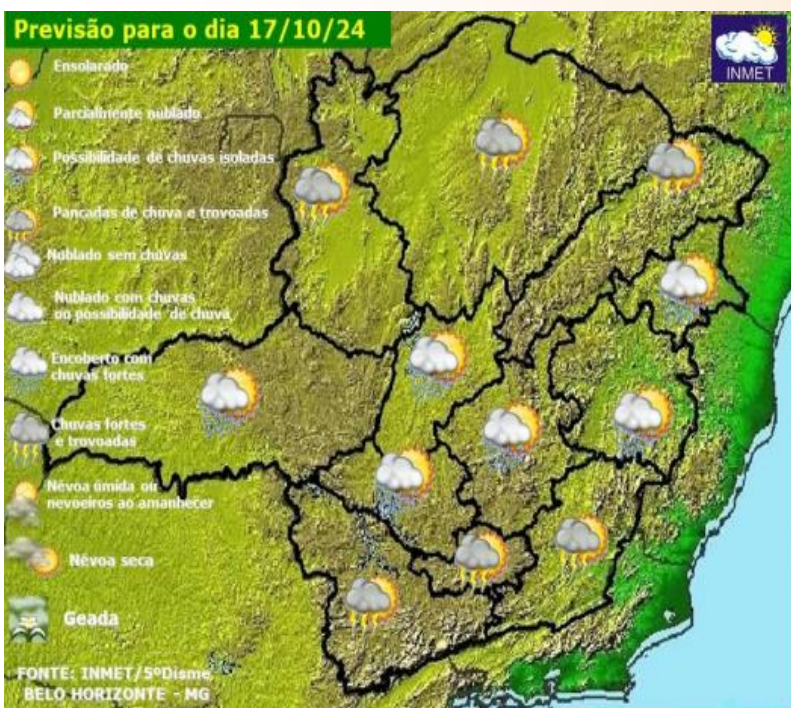 Previsão para o dia 17/10/24
INMET
Ensolarado
Parcialmente nublado
Possibilidade de chuvas isoladas
Pancadas de chuva e trovoadas
Nublado sem chuvas
Nublado com chuvas
ou possibilidade de chuva
Encoberto com
chuvas fortes
Chuvas fortes
e trovoadas
Névoa úmida ou
nevoeiros ao amanhecer
Névoa seca
Geada
FONTE: INMET/5ºDisme
BELO HORIZONTE - MG